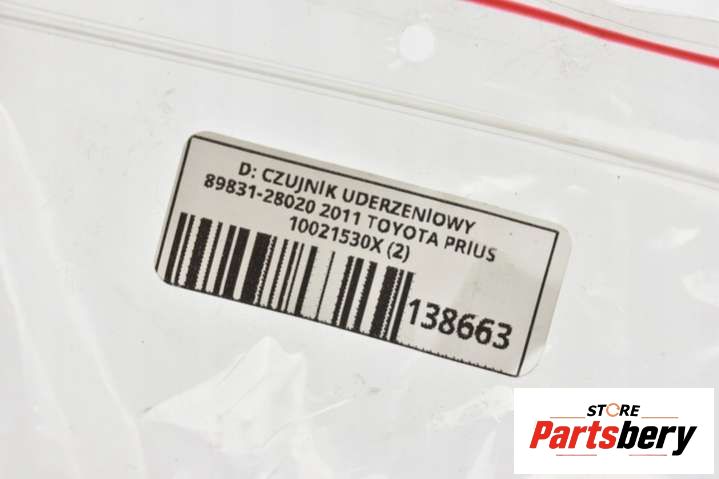 D: CZUJNIK UDERZENIOWY
89831-28020 2011 TOYOTA PRIUS
10021530X (2)
138663
STORE
Partsbery